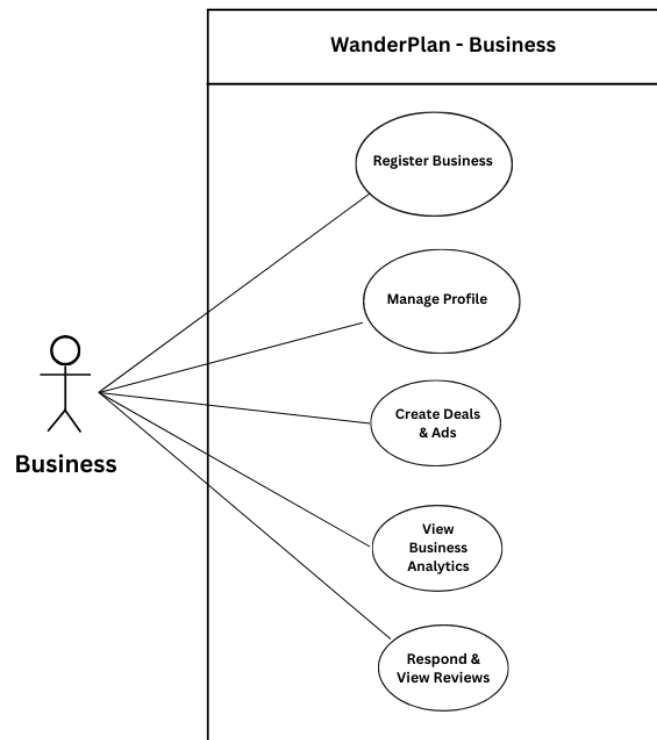 WanderPlan - Business
Register Business
Manage Profile
Create Deals
& Ads
View
Business
Analytics
Respond &
View Reviews
Business